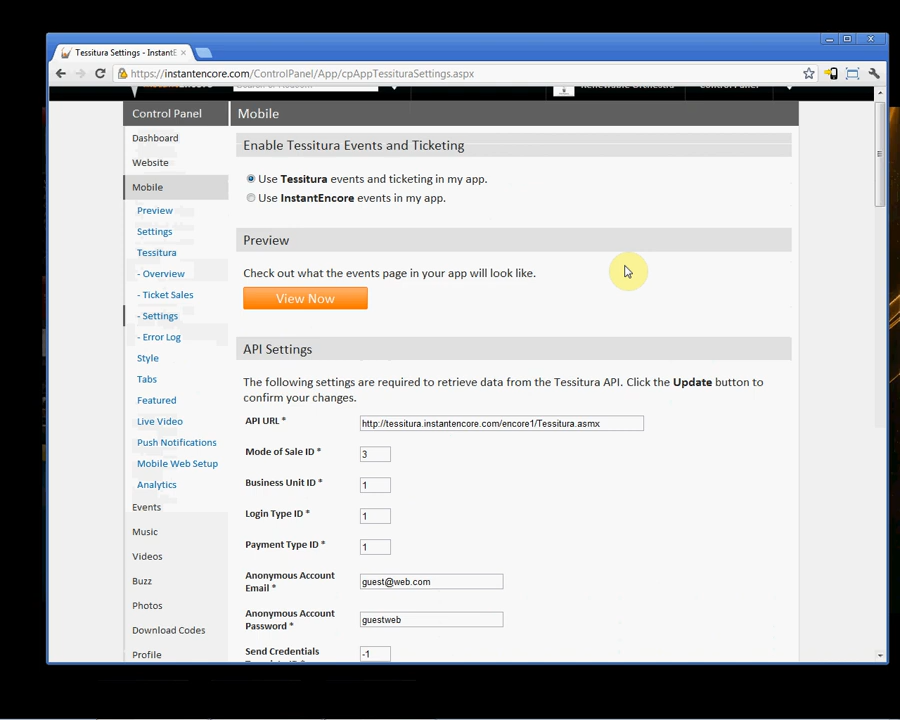 Tessitura Settings - InstantE
https://instantencore.com/ControlPanel/App/cpAppTessituraSettings.aspx
Control Panel
Mobile
Dashboard
Website
Mobile
Preview
Settings
Tessitura
- Overview
- Ticket Sales
- Settings
- Error Log
Style
Tabs
Featured
Live Video
Push Notifications
Mobile Web Setup
Analytics
Events
Music
Videos
Buzz
Photos
Download Codes
Profile
Enable Tessitura Events and Ticketing
Use Tessitura events and ticketing in my app.
Use InstantEncore events in my app.
Preview
Check out what the events page in your app will look like.
View Now
API Settings
The following settings are required to retrieve data from the Tessitura API. Click the Update button to
confirm your changes.
API URL * http://tessitura.instantencore.com/encore1/Tessitura.asmx
Mode of Sale ID * 3
Business Unit ID * 1
Login Type ID * 1
Payment Type ID * 1
Anonymous Account
Email * guest@web.com
Anonymous Account
Password * guestweb
Send Credentials -1